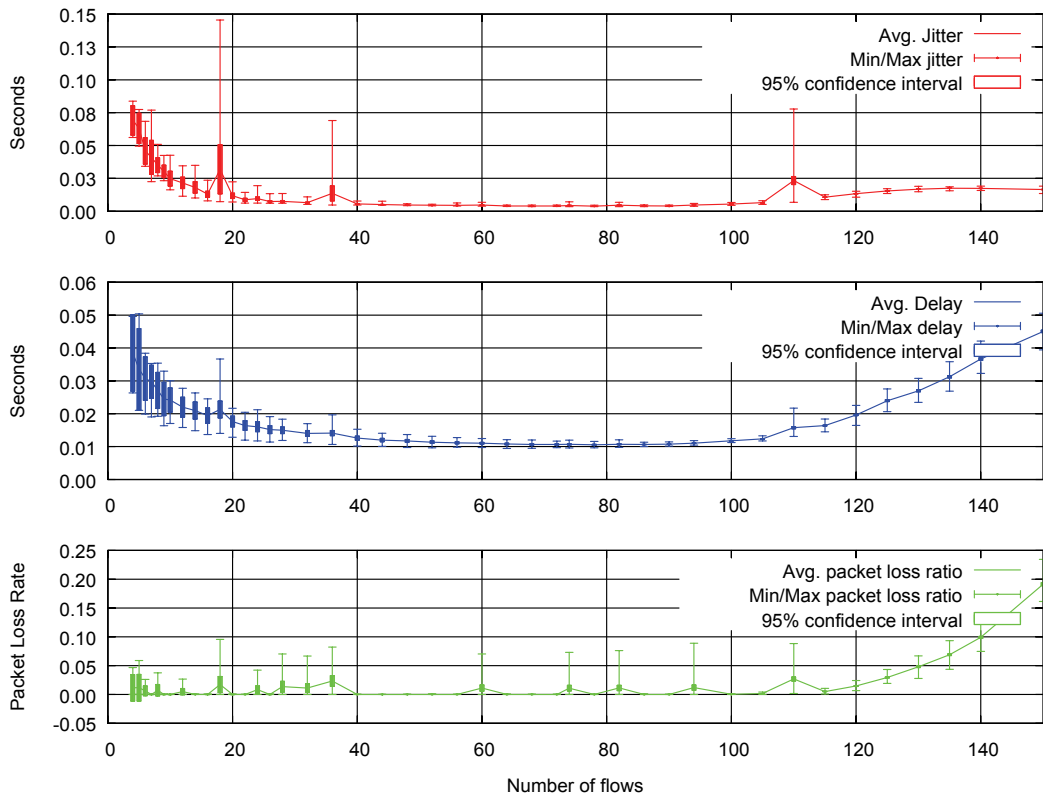 0.15
0.13
0.10
0.08
0.05
0.03
0.00
Seconds
Avg. Jitter
Min/Max jitter
95% confidence interval
0 20 40 60 80 100 120 140
0.06
0.05
0.04
0.03
0.02
0.01
0.00
Seconds
Avg. Delay
Min/Max delay
95% confidence interval
0 20 40 60 80 100 120 140
0.25
0.20
0.15
0.10
0.05
0.00
-0.05
Packet Loss Rate
Avg. packet loss ratio
Min/Max packet loss ratio
95% confidence interval
0 20 40 60 80 100 120 140
Number of flows